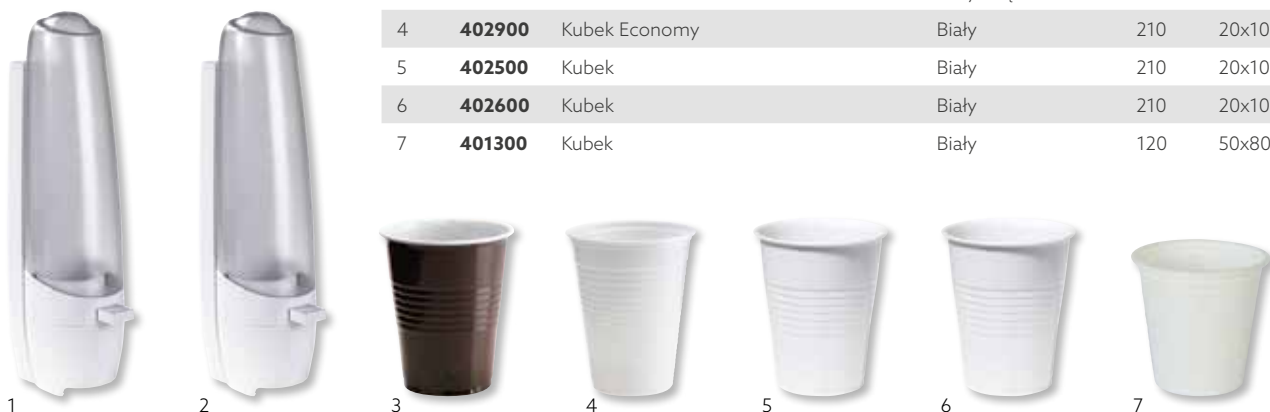 4 402900 Kubek Economy Biały 210 20x10
5 402500 Kubek Biały 210 20x10
6 402600 Kubek Biały 210 20x10
7 401300 Kubek Biały 120 50x80
1 2 3 4 5 6 7